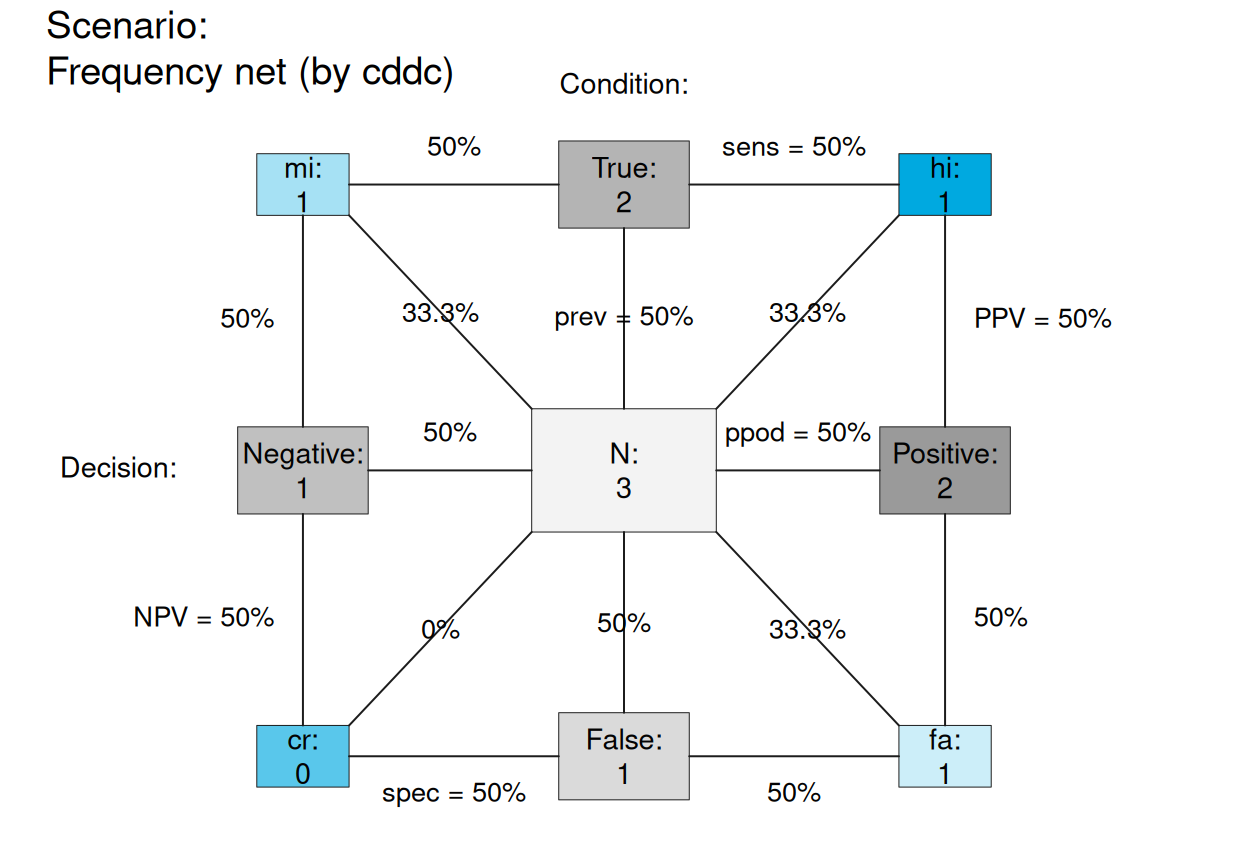 Scenario:
Frequency net (by cddc)
Condition:
50%
sens = 50%
mi:
1
True:
2
hi:
1
50%
33.3%
prev = 50%
33.3%
PPV = 50%
50%
ppod = 50%
Decision:
Negative:
1
N:
3
Positive:
2
NPV = 50%
0%
50%
33.3%
50%
cr:
0
False:
1
fa:
1
spec = 50%
50%